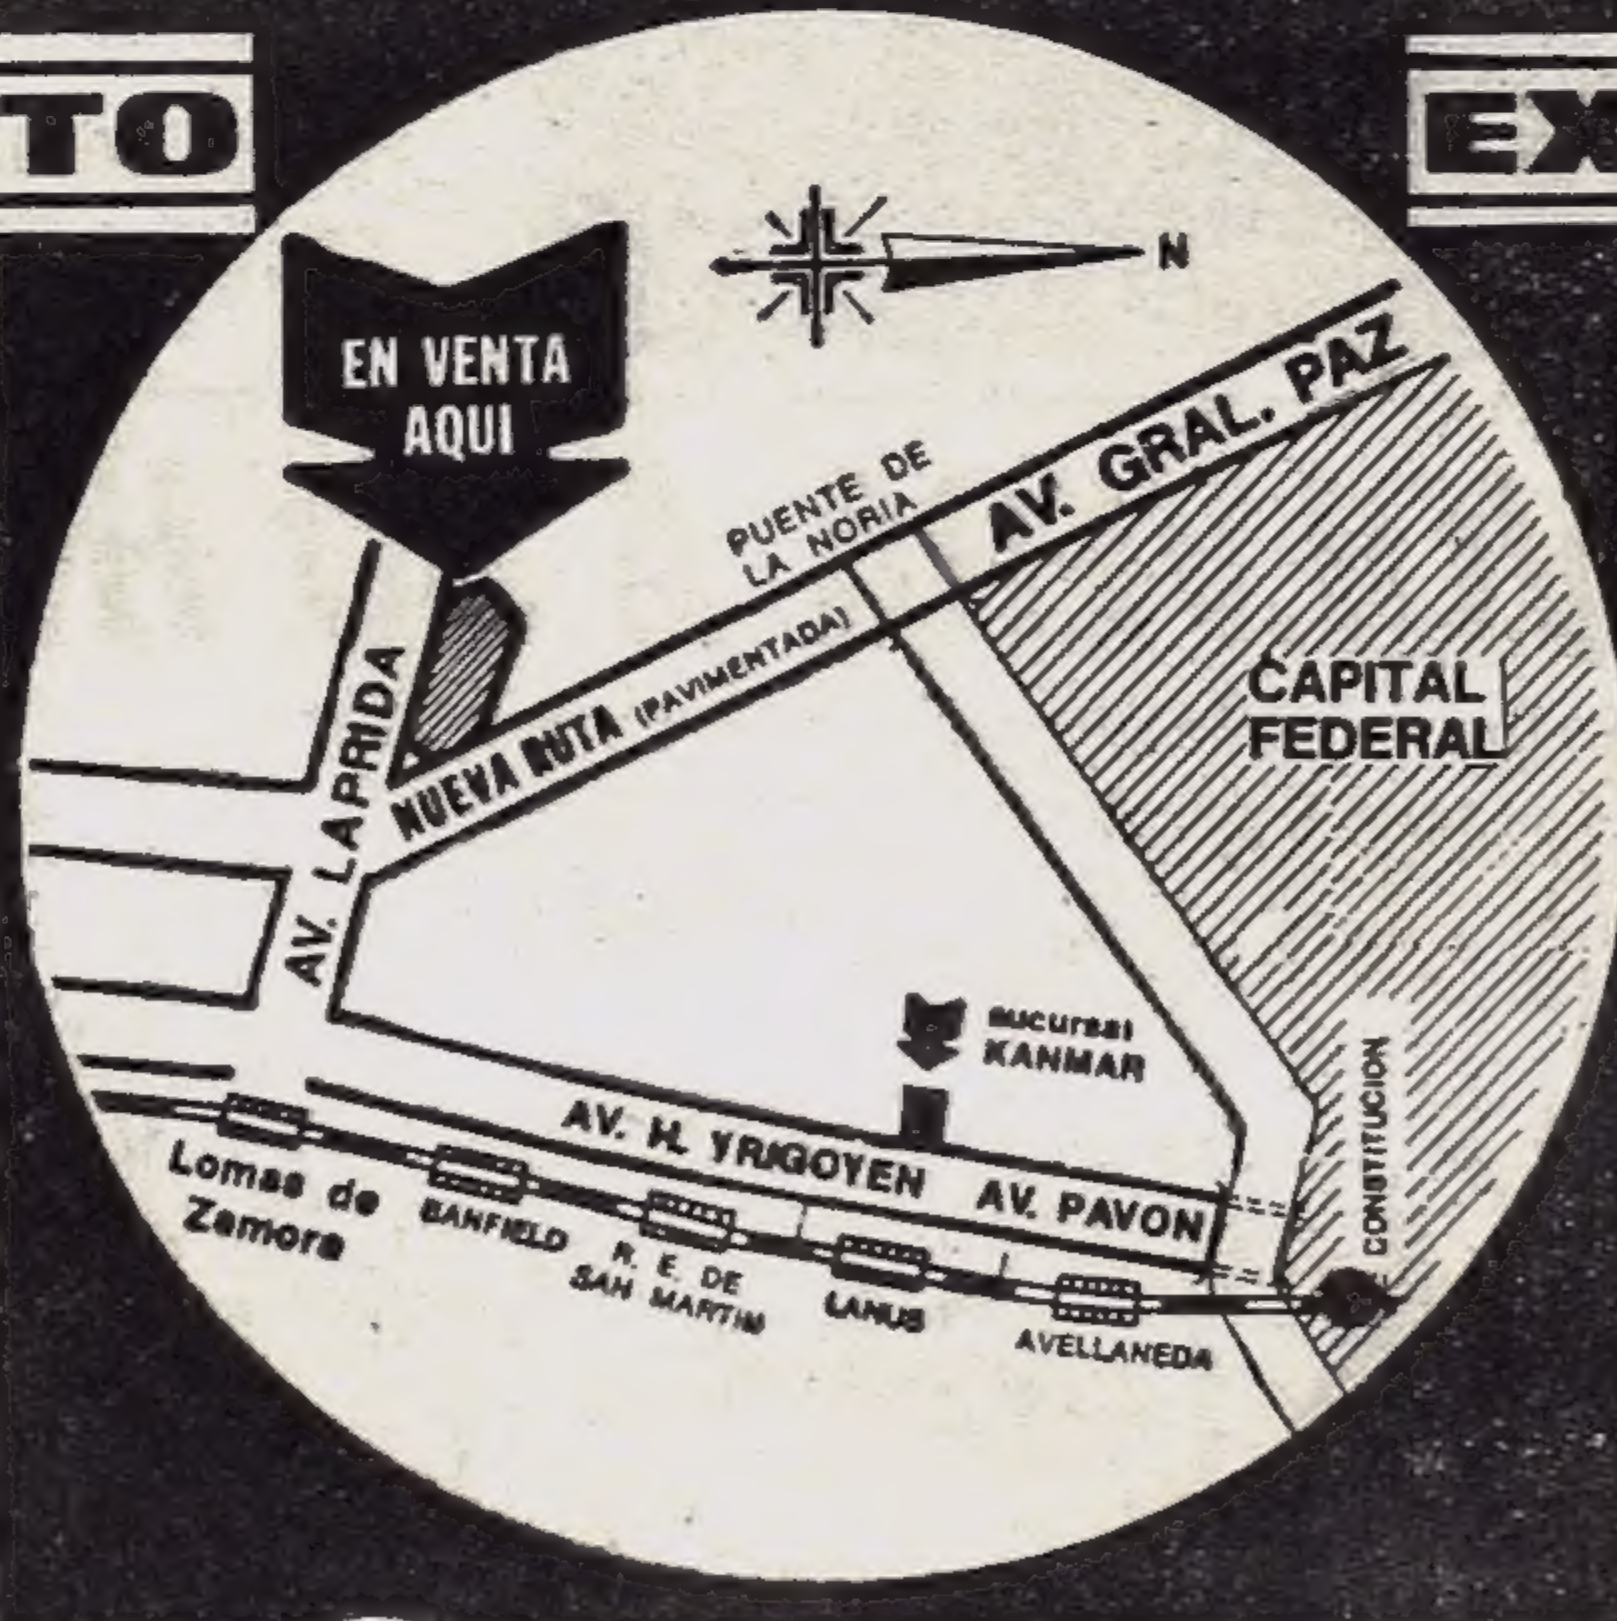 TO
EX
N
EN VENTA
AQUI
AV. GRAL. PAZ
PUENTE DE
LA NORIA
NUEVA RUTA (PAVIMENTADA)
CAPITAL
FEDERAL
AV. LAPRIDA
sucursal
KANMAR
CONSTITUCION
AV. H. YRIGOYEN AV. PAVON
Lomas de
Zamora
BANFIELD
R. E. DE
SAN MARTIN
LANUS
AVELLANEDA